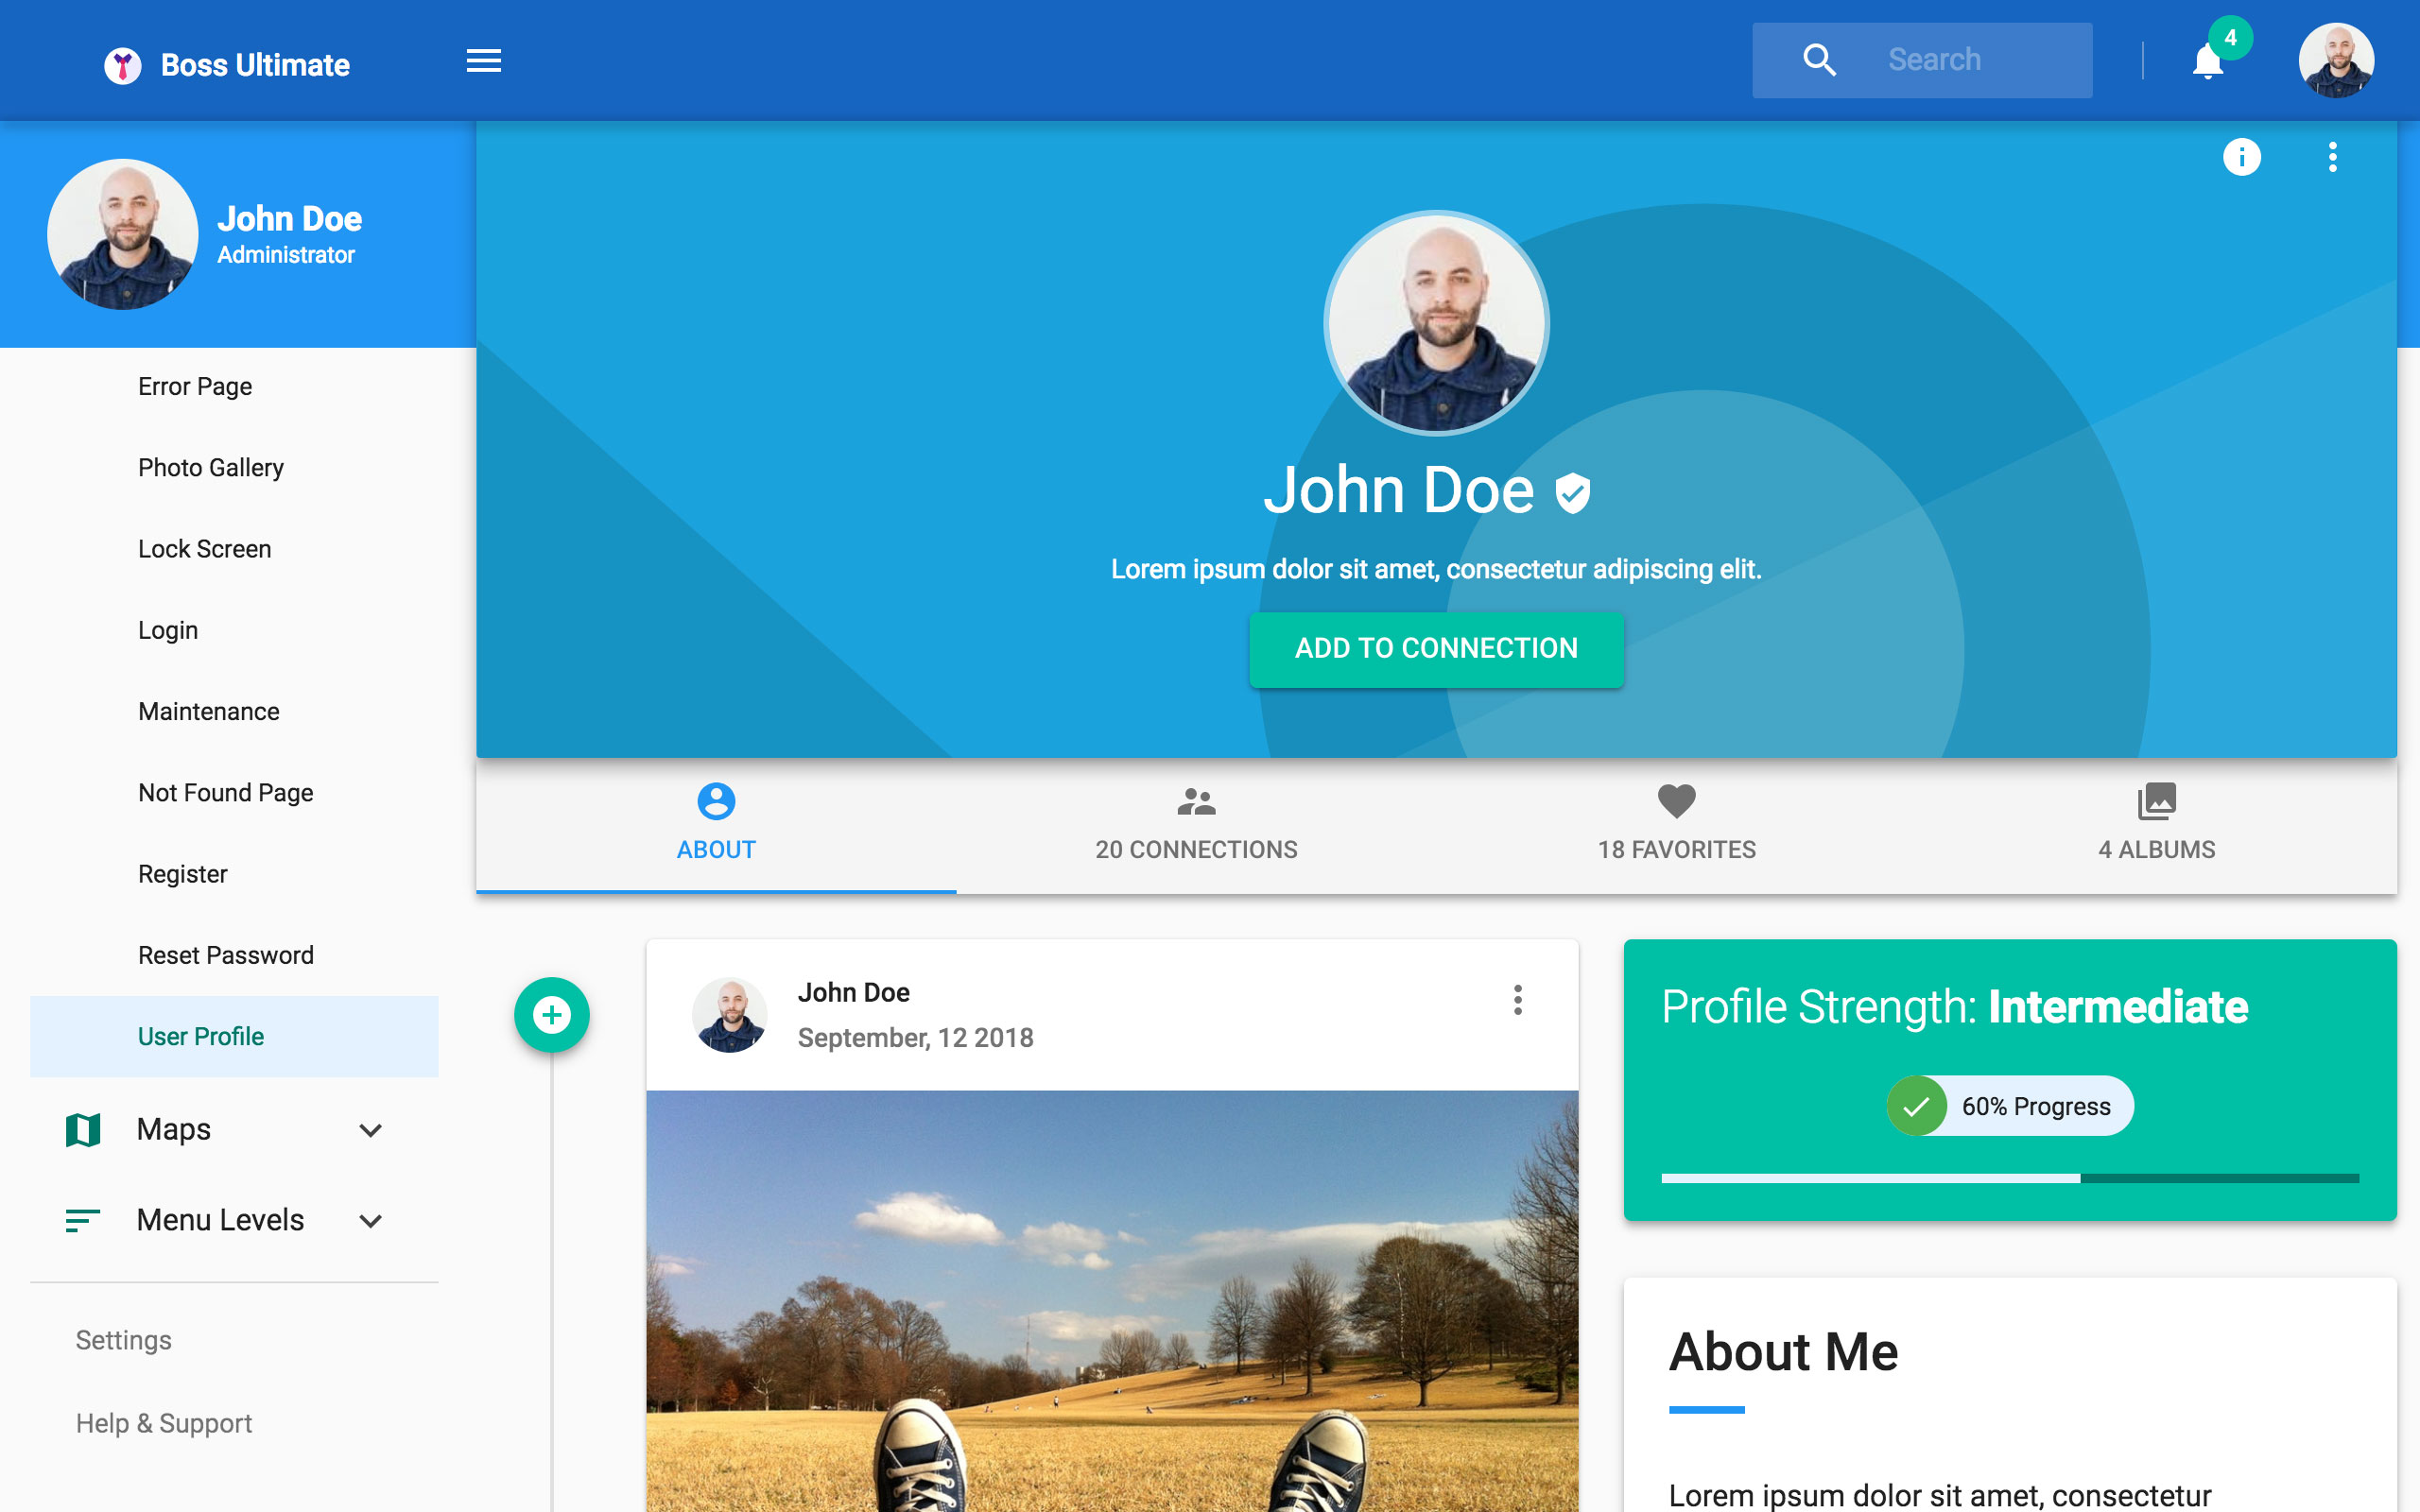 Boss Ultimate
Search
4
John Doe
Administrator
Error Page
Photo Gallery
Lock Screen
Login
Maintenance
Not Found Page
Register
Reset Password
User Profile
Maps
Menu Levels
Settings
Help & Support
John Doe
Lorem ipsum dolor sit amet, consectetur adipiscing elit.
ADD TO CONNECTION
ABOUT
20 CONNECTIONS
18 FAVORITES
4 ALBUMS
John Doe
September, 12 2018
Profile Strength: Intermediate
60% Progress
About Me
Lorem ipsum dolor sit amet, consectetur